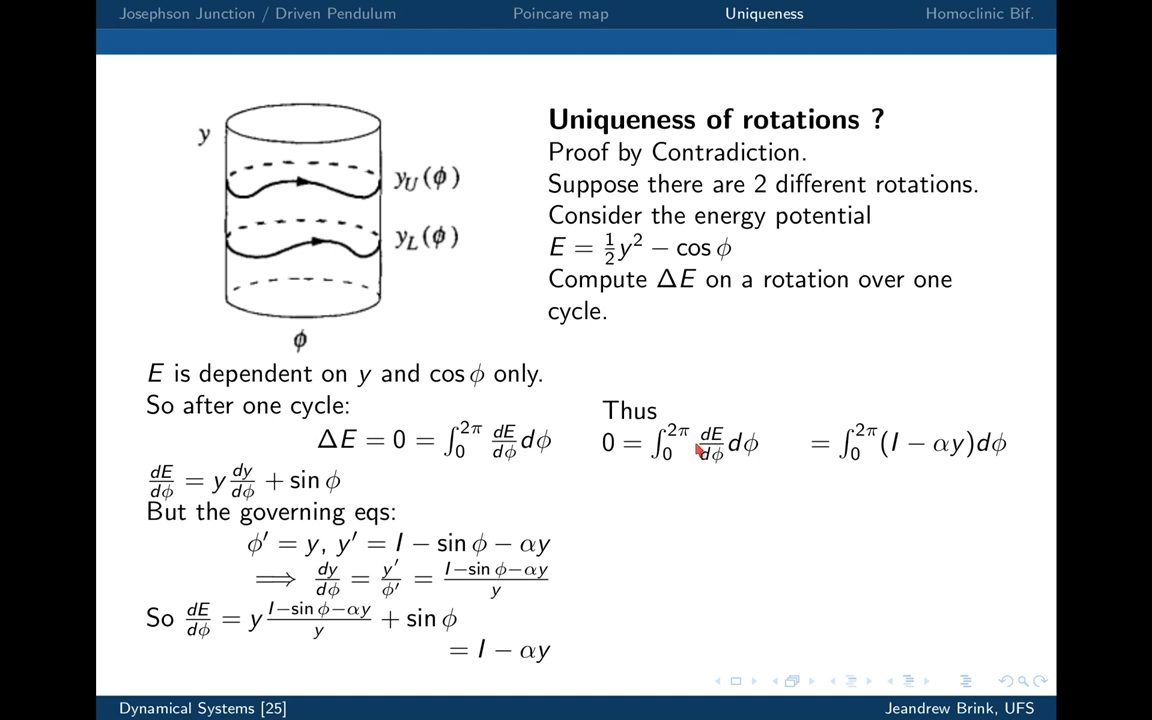 Josephson Junction / Driven Pendulum Poincare map Uniqueness Homoclinic Bif.
y
y_U(ϕ)
y_L(ϕ)
ϕ
Uniqueness of rotations ?
Proof by Contradiction.
Suppose there are 2 different rotations.
Consider the energy potential
E = ½y² − cos ϕ
Compute ΔE on a rotation over one
cycle.
E is dependent on y and cos ϕ only.
So after one cycle:
ΔE = 0 = ∫₀^{2π} dE/dϕ dϕ
dE/dϕ = y dy/dϕ + sin ϕ
But the governing eqs:
ϕ′ = y, y′ = I − sin ϕ − αy
⟹ dy/dϕ = y′/ϕ′ = (I−sin ϕ−αy)/y
So dE/dϕ = y (I−sin ϕ−αy)/y + sin ϕ
= I − αy
Thus
0 = ∫₀^{2π} dE/dϕ dϕ = ∫₀^{2π} (I − αy)dϕ
Dynamical Systems [25] Jeandrew Brink, UFS